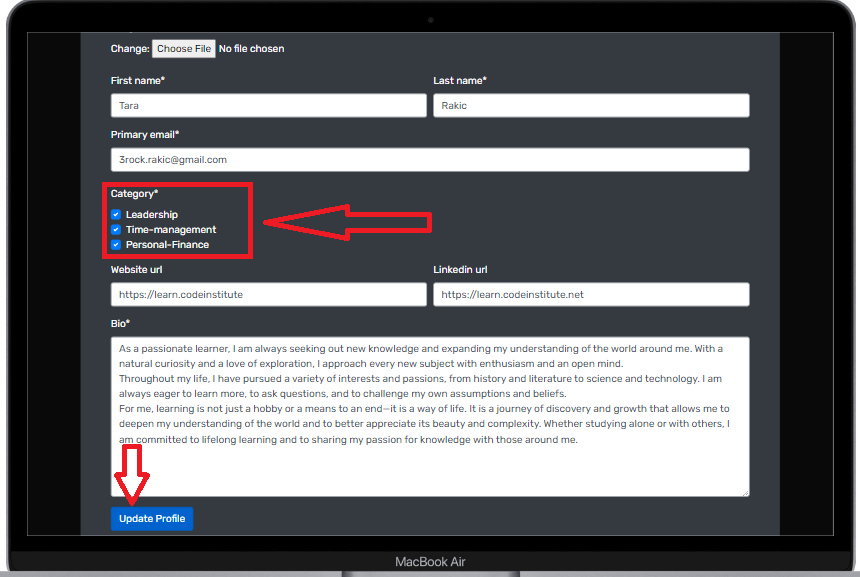 Change: Choose File No file chosen
First name* Last name*
Tara Rakic
Primary email*
3rock.rakic@gmail.com
Category*
Leadership
Time-management
Personal-Finance
Website url Linkedin url
https://learn.codeinstitute https://learn.codeinstitute.net
Bio*
As a passionate learner, I am always seeking out new knowledge and expanding my understanding of the world around me. With a
natural curiosity and a love of exploration, I approach every new subject with enthusiasm and an open mind.
Throughout my life, I have pursued a variety of interests and passions, from history and literature to science and technology. I am
always eager to learn more, to ask questions, and to challenge my own assumptions and beliefs.
For me, learning is not just a hobby or a means to an end—it is a way of life. It is a journey of discovery and growth that allows me to
deepen my understanding of the world and to better appreciate its beauty and complexity. Whether studying alone or with others, I
am committed to lifelong learning and to sharing my passion for knowledge with those around me.
Update Profile
MacBook Air